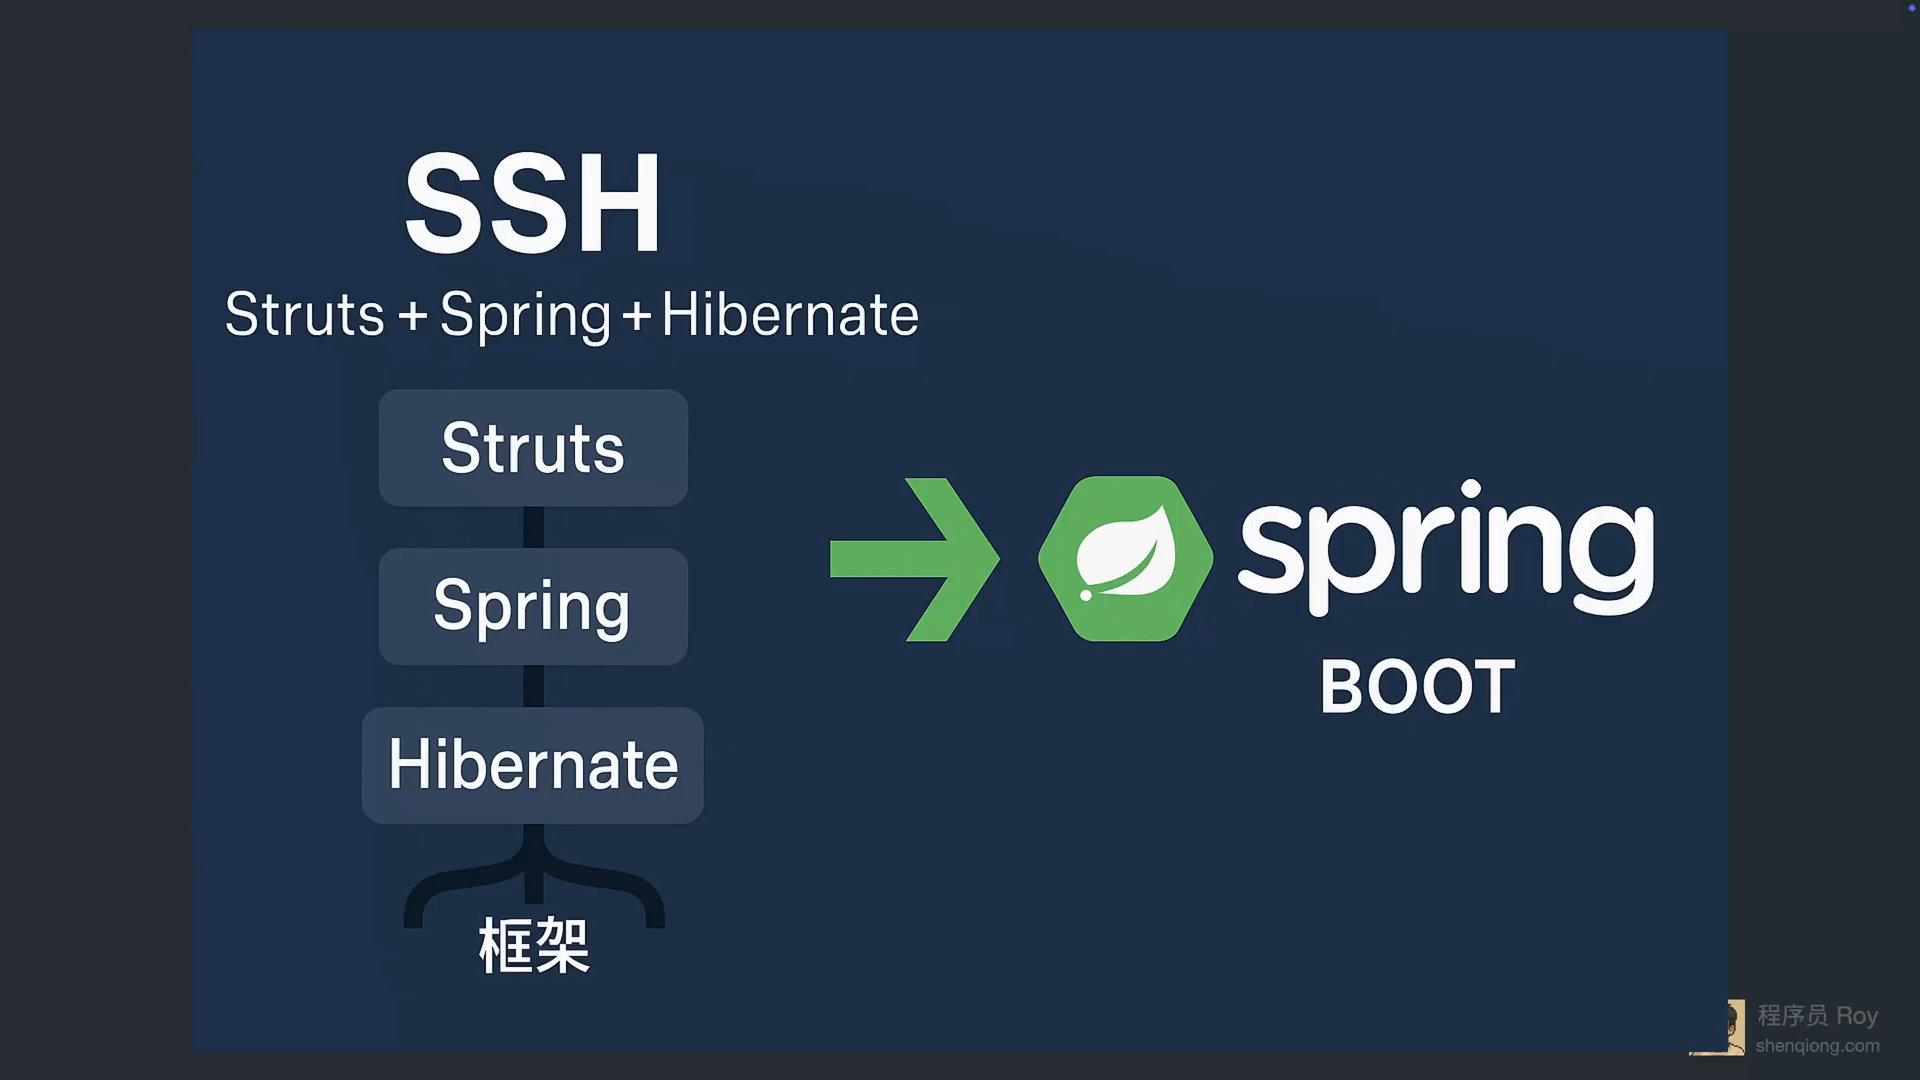 SSH
Struts + Spring + Hibernate
Struts
Spring
Hibernate
框架
spring
BOOT
程序员 Roy
shenqiong.com